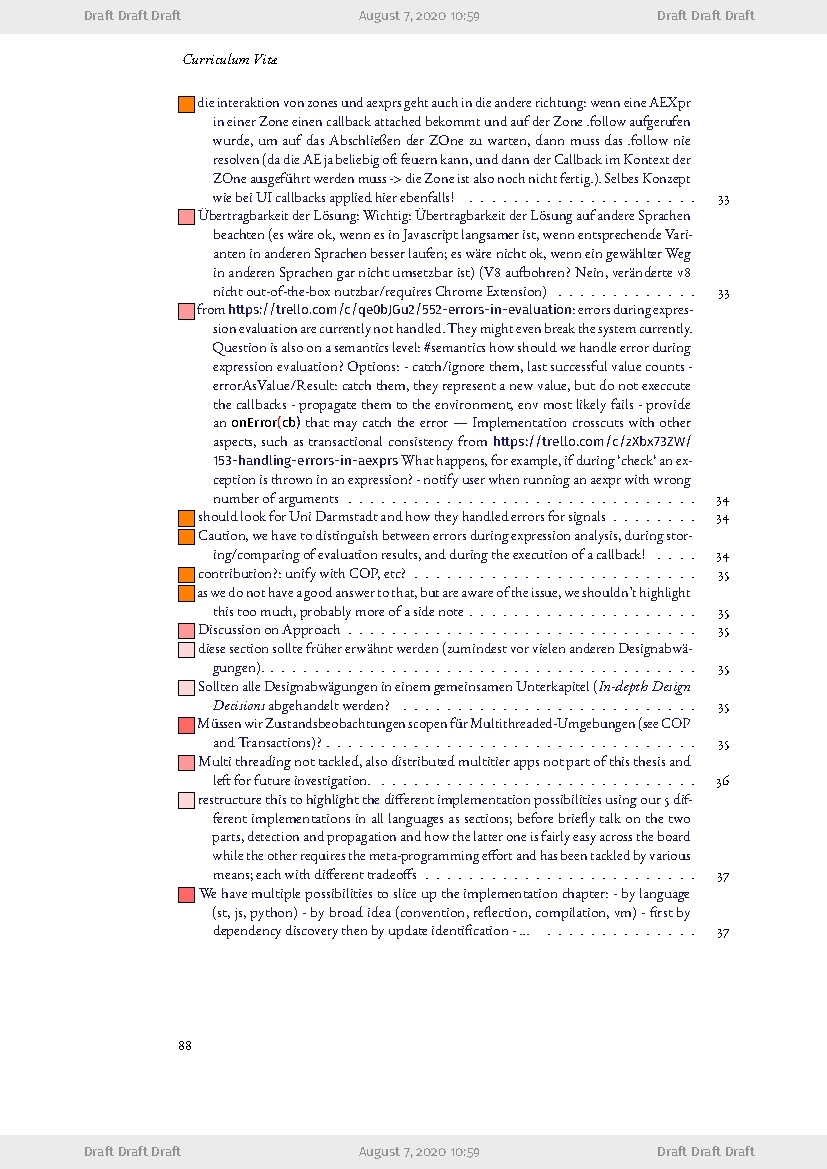 Draft Draft Draft August 7, 2020 10:59 Draft Draft Draft
Curriculum Vitæ
die interaktion von zones und aexprs geht auch in die andere richtung: wenn eine AEXpr
in einer Zone einen callback attached bekommt und auf der Zone .follow aufgerufen
wurde, um auf das Abschließen der ZOne zu warten, dann muss das .follow nie
resolven (da die AE ja beliebig oft feuern kann, und dann der Callback im Kontext der
ZOne ausgeführt werden muss -> die Zone ist also noch nicht fertig.). Selbes Konzept
wie bei UI callbacks applied hier ebenfalls! . . . . . . . . . . . . . . . . . . . . . 33
Übertragbarkeit der Lösung: Wichtig: Übertragbarkeit der Lösung auf andere Sprachen
beachten (es wäre ok, wenn es in Javascript langsamer ist, wenn entsprechende Vari-
anten in anderen Sprachen besser laufen; es wäre nicht ok, wenn ein gewählter Weg
in anderen Sprachen gar nicht umsetzbar ist) (V8 aufbohren? Nein, veränderte v8
nicht out-of-the-box nutzbar/requires Chrome Extension) . . . . . . . . . . . . . 33
from https://trello.com/c/qe0bJGu2/552-errors-in-evaluation: errors during expres-
sion evaluation are currently not handled. They might even break the system currently.
Question is also on a semantics level: #semantics how should we handle error during
expression evaluation? Options: - catch/ignore them, last successful value counts -
errorAsValue/Result: catch them, they represent a new value, but do not execcute
the callbacks - propagate them to the environment, env most likely fails - provide
an onError(cb) that may catch the error — Implementation crosscuts with other
aspects, such as transactional consistency from https://trello.com/c/zXbx73ZW/
153-handling-errors-in-aexprs What happens, for example, if during ‘check‘ an ex-
ception is thrown in an expression? - notify user when running an aexpr with wrong
number of arguments . . . . . . . . . . . . . . . . . . . . . . . . . . . . . . . . 34
should look for Uni Darmstadt and how they handled errors for signals . . . . . . . . 34
Caution, we have to distinguish between errors during expression analysis, during stor-
ing/comparing of evaluation results, and during the execution of a callback! . . . . 34
contribution?: unify with COP, etc? . . . . . . . . . . . . . . . . . . . . . . . . . . 35
as we do not have a good answer to that, but are aware of the issue, we shouldn't highlight
this too much, probably more of a side note . . . . . . . . . . . . . . . . . . . . . 35
Discussion on Approach . . . . . . . . . . . . . . . . . . . . . . . . . . . . . . . . 35
diese section sollte früher erwähnt werden (zumindest vor vielen anderen Designabwä-
gungen). . . . . . . . . . . . . . . . . . . . . . . . . . . . . . . . . . . . . . . . 35
Sollten alle Designabwägungen in einem gemeinsamen Unterkapitel (In-depth Design
Decisions abgehandelt werden? . . . . . . . . . . . . . . . . . . . . . . . . . . . 35
Müssen wir Zustandsbeobachtungen scopen für Multithreaded-Umgebungen (see COP
and Transactions)? . . . . . . . . . . . . . . . . . . . . . . . . . . . . . . . . . . 35
Multi threading not tackled, also distributed multitier apps not part of this thesis and
left for future investigation. . . . . . . . . . . . . . . . . . . . . . . . . . . . . . 36
restructure this to highlight the different implementation possibilities using our 5 dif-
ferent implementations in all languages as sections; before briefly talk on the two
parts, detection and propagation and how the latter one is fairly easy across the board
while the other requires the meta-programming effort and has been tackled by various
means; each with different tradeoffs . . . . . . . . . . . . . . . . . . . . . . . . . 37
We have multiple possibilities to slice up the implementation chapter: - by language
(st, js, python) - by broad idea (convention, reflection, compilation, vm) - first by
dependency discovery then by update identification - ... . . . . . . . . . . . . . . 37
88
Draft Draft Draft August 7, 2020 10:59 Draft Draft Draft